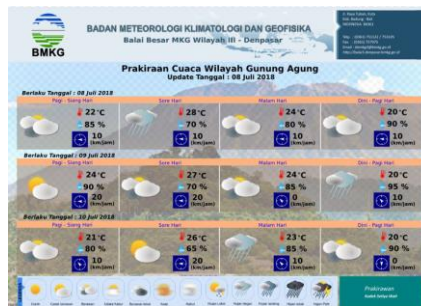 BADAN METEOROLOGI KLIMATOLOGI DAN GEOFISIKA
Balai Besar MKG Wilayah III - Denpasar
BMKG
Prakiraan Cuaca Wilayah Gunung Agung
Update Tanggal : 08 Juli 2018
Berlaku Tanggal : 08 Juli 2018
Pagi - Siang Hari Sore Hari Malam Hari Dini - Pagi Hari
22°C 28°C 24°C 20°C
85 % 70 % 80 % 90 %
10 (km/jam) 10 (km/jam) 10 (km/jam) 10 (km/jam)
Berlaku Tanggal : 09 Juli 2018
Pagi - Siang Hari Sore Hari Malam Hari Dini - Pagi Hari
24°C 27°C 24°C 20°C
90 % 70 % 85 % 95 %
20 (km/jam) 20 (km/jam) 0 (km/jam) 10 (km/jam)
Berlaku Tanggal : 10 Juli 2018
Pagi - Siang Hari Sore Hari Malam Hari Dini - Pagi Hari
21°C 26°C 23°C 20°C
80 % 65 % 85 % 90 %
10 (km/jam) 20 (km/jam) 10 (km/jam) 0 (km/jam)
Prakirawan